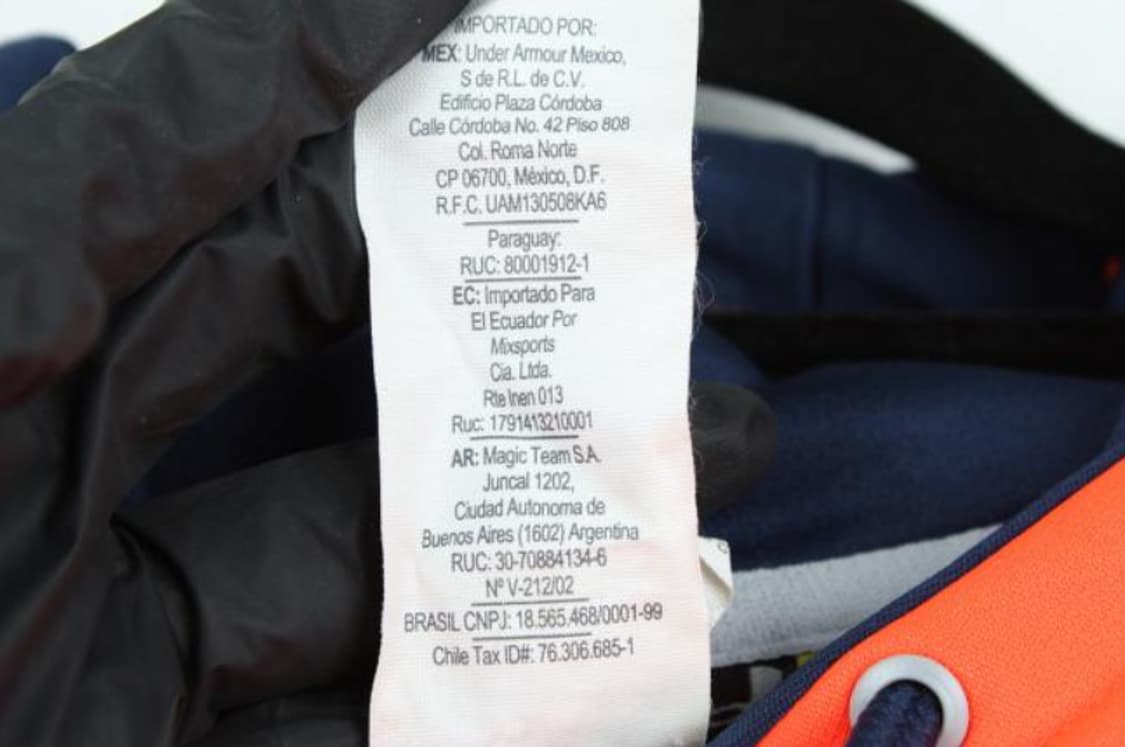 IMPORTADO POR:
MEX: Under Armour Mexico,
S de R.L. de C.V.
Edificio Plaza Córdoba
Calle Córdoba No. 42 Piso 808
Col. Roma Norte
CP 06700, México, D.F.
R.F.C. UAM130508KA6
Paraguay:
RUC: 80001912-1
EC: Importado Para
El Ecuador Por
Mixsports
Cia. Ltda.
Rte Inen 013
Ruc: 1791413210001
AR: Magic Team S.A.
Juncal 1202,
Ciudad Autonoma de
Buenos Aires (1602) Argentina
RUC: 30-70884134-6
Nº V-212/02
BRASIL CNPJ: 18.565.468/0001-99
Chile Tax ID#: 76.306.685-1